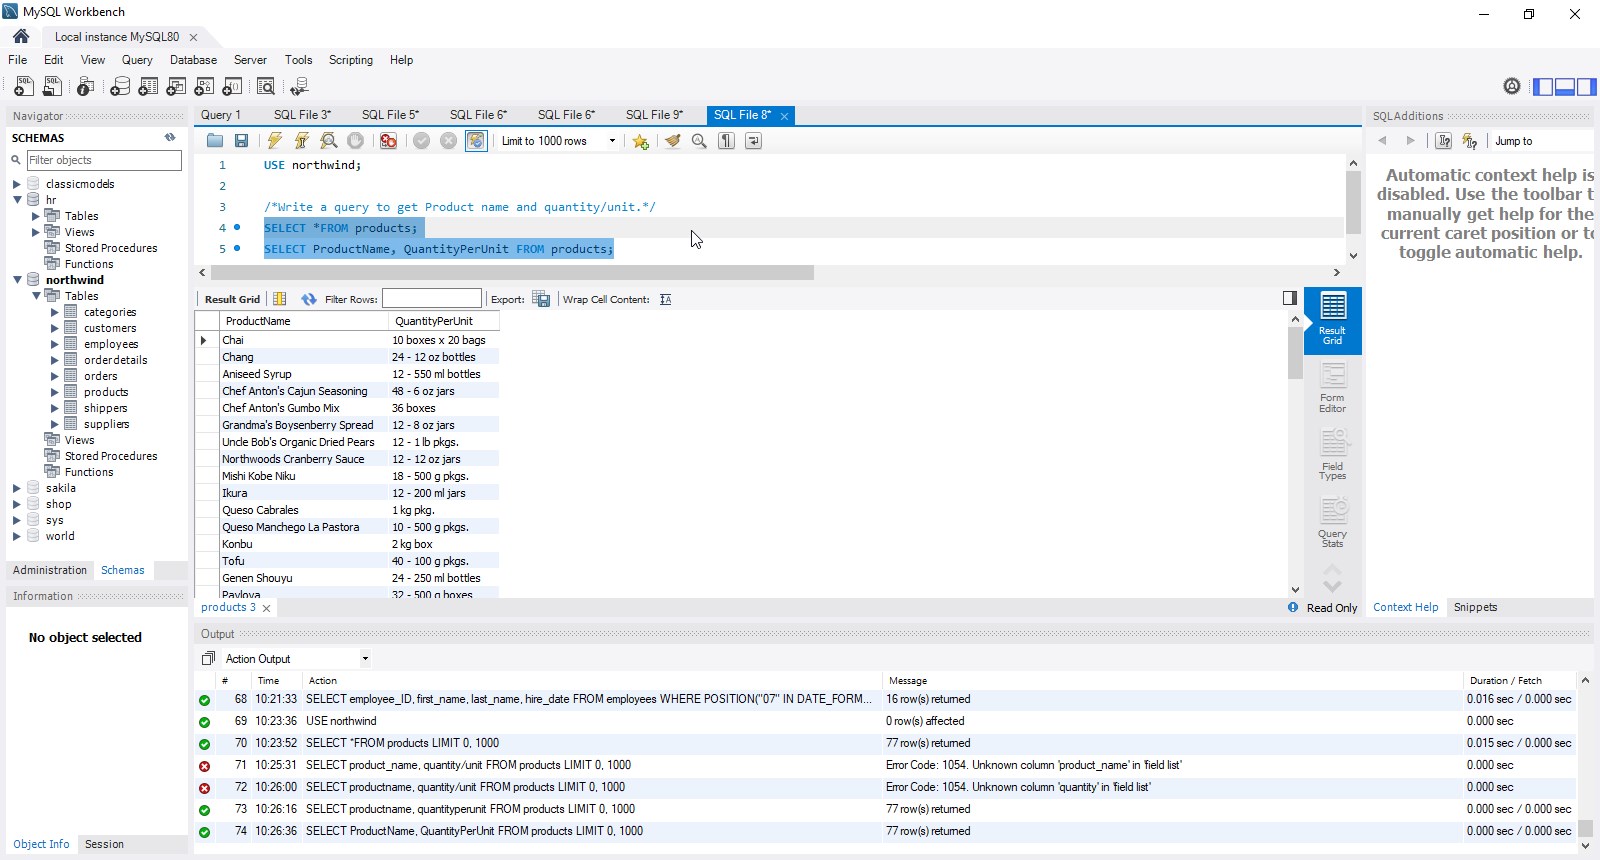 MySQL Workbench
Local instance MySQL80
File Edit View Query Database Server Tools Scripting Help
Navigator
SCHEMAS
Filter objects
classicmodels
hr
Tables
Views
Stored Procedures
Functions
northwind
Tables
categories
customers
employees
orderdetails
orders
products
shippers
suppliers
Views
Stored Procedures
Functions
sakila
shop
sys
world
Administration Schemas
Information
No object selected
Object Info Session
Query 1 SQL File 3* SQL File 5* SQL File 6* SQL File 6* SQL File 9* SQL File 8*
Limit to 1000 rows
1 USE northwind;
2
3 /*Write a query to get Product name and quantity/unit.*/
4 SELECT *FROM products;
5 SELECT ProductName, QuantityPerUnit FROM products;
Result Grid Filter Rows: Export: Wrap Cell Content:
ProductName QuantityPerUnit
Chai 10 boxes x 20 bags
Chang 24 - 12 oz bottles
Aniseed Syrup 12 - 550 ml bottles
Chef Anton's Cajun Seasoning 48 - 6 oz jars
Chef Anton's Gumbo Mix 36 boxes
Grandma's Boysenberry Spread 12 - 8 oz jars
Uncle Bob's Organic Dried Pears 12 - 1 lb pkgs.
Northwoods Cranberry Sauce 12 - 12 oz jars
Mishi Kobe Niku 18 - 500 g pkgs.
Ikura 12 - 200 ml jars
Queso Cabrales 1 kg pkg.
Queso Manchego La Pastora 10 - 500 g pkgs.
Konbu 2 kg box
Tofu 40 - 100 g pkgs.
Genen Shouyu 24 - 250 ml bottles
Pavlova 32 - 500 g boxes
Result Grid
Form Editor
Field Types
Query Stats
products 3
Read Only
SQLAdditions
Jump to
Automatic context help is
disabled. Use the toolbar t
manually get help for the
current caret position or to
toggle automatic help.
Context Help Snippets
Output
Action Output
# Time Action Message Duration / Fetch
68 10:21:33 SELECT employee_ID, first_name, last_name, hire_date FROM employees WHERE POSITION("07" IN DATE_FORM... 16 row(s) returned 0.016 sec / 0.000 sec
69 10:23:36 USE northwind 0 row(s) affected 0.000 sec
70 10:23:52 SELECT *FROM products LIMIT 0, 1000 77 row(s) returned 0.015 sec / 0.000 sec
71 10:25:31 SELECT product_name, quantity/unit FROM products LIMIT 0, 1000 Error Code: 1054. Unknown column 'product_name' in 'field list' 0.000 sec
72 10:26:00 SELECT productname, quantity/unit FROM products LIMIT 0, 1000 Error Code: 1054. Unknown column 'quantity' in 'field list' 0.000 sec
73 10:26:16 SELECT productname, quantityperunit FROM products LIMIT 0, 1000 77 row(s) returned 0.000 sec / 0.000 sec
74 10:26:36 SELECT ProductName, QuantityPerUnit FROM products LIMIT 0, 1000 77 row(s) returned 0.000 sec / 0.000 sec